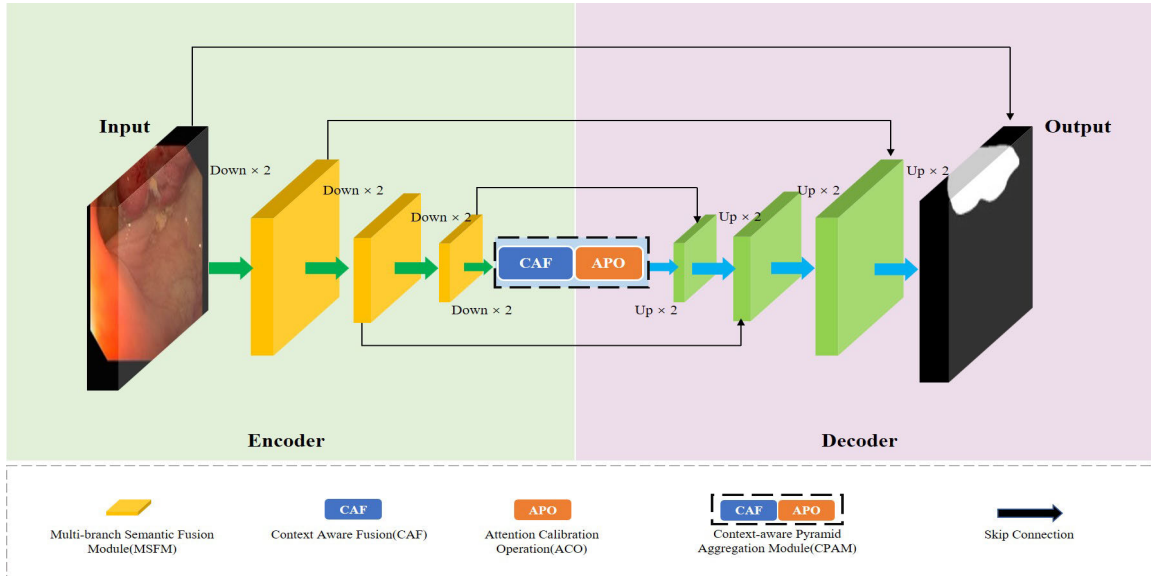 Input
Output
Down × 2
Down × 2
Down × 2
Down × 2
CAF
APO
Up × 2
Up × 2
Up × 2
Up × 2
Encoder
Decoder
CAF
APO
CAF
APO
Multi-branch Semantic Fusion
Module(MSFM)
Context Aware Fusion(CAF)
Attention Calibration
Operation(ACO)
Context-aware Pyramid
Aggregation Module(CPAM)
Skip Connection